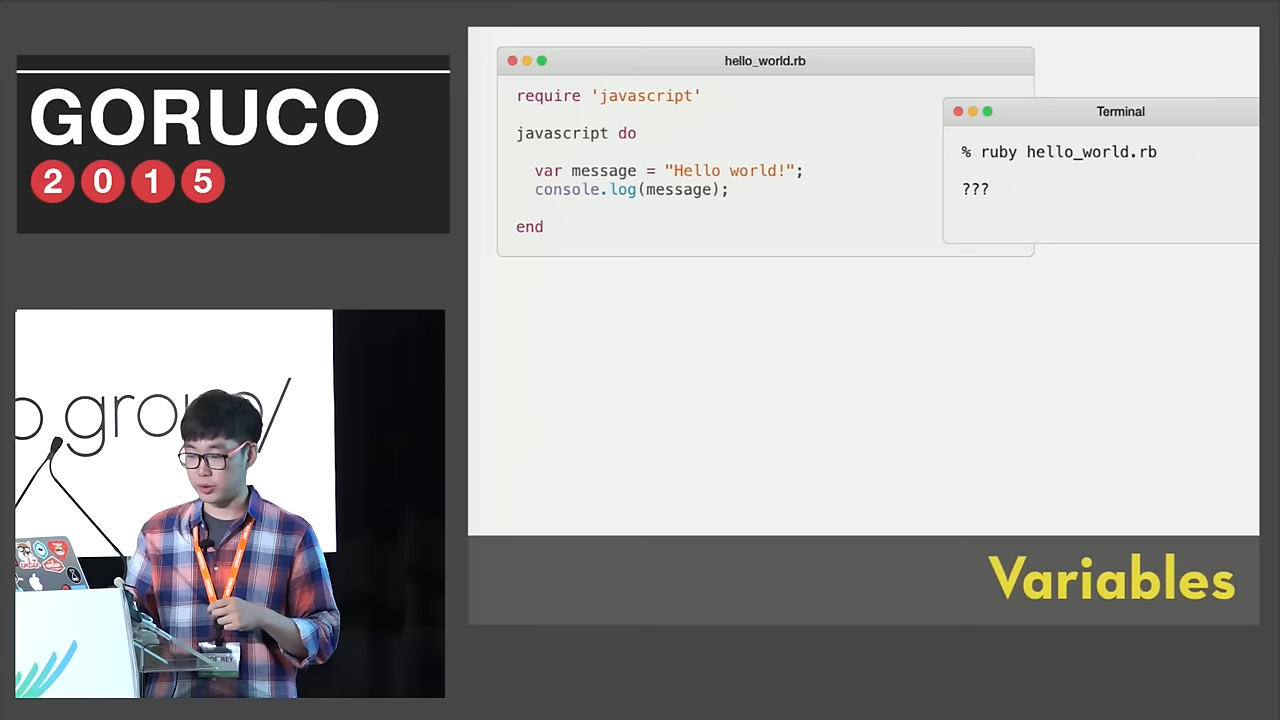 GORUCO
2 0 1 5
hello_world.rb
require 'javascript'
javascript do
var message = "Hello world!";
console.log(message);
end
Terminal
% ruby hello_world.rb
???
Variables
group/